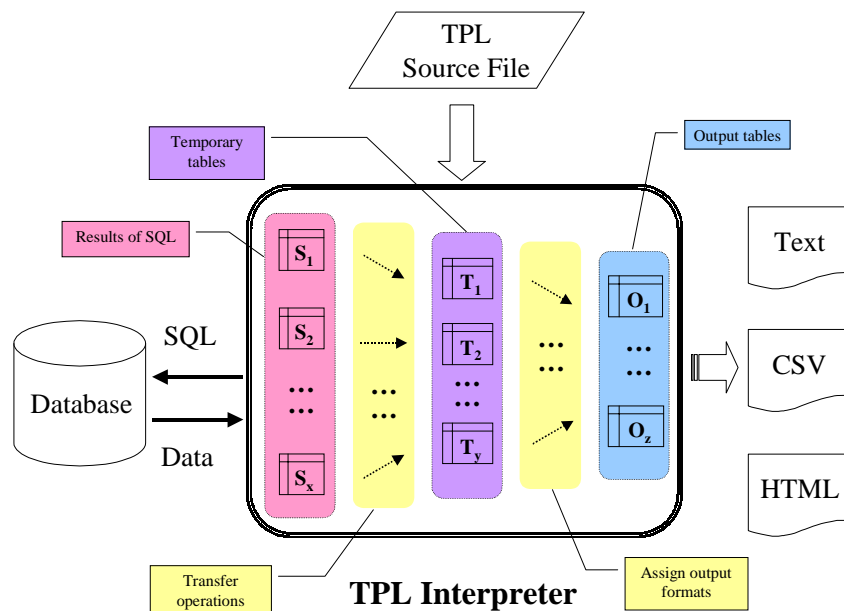 TPL
Source File
Temporary
tables
Output tables
Results of SQL
S1
S2
... ...
Sx
... ...
T1
T2
... ...
Ty
... ...
O1
... ...
Oz
Text
CSV
HTML
SQL
Database
Data
Transfer
operations
TPL Interpreter
Assign output
formats